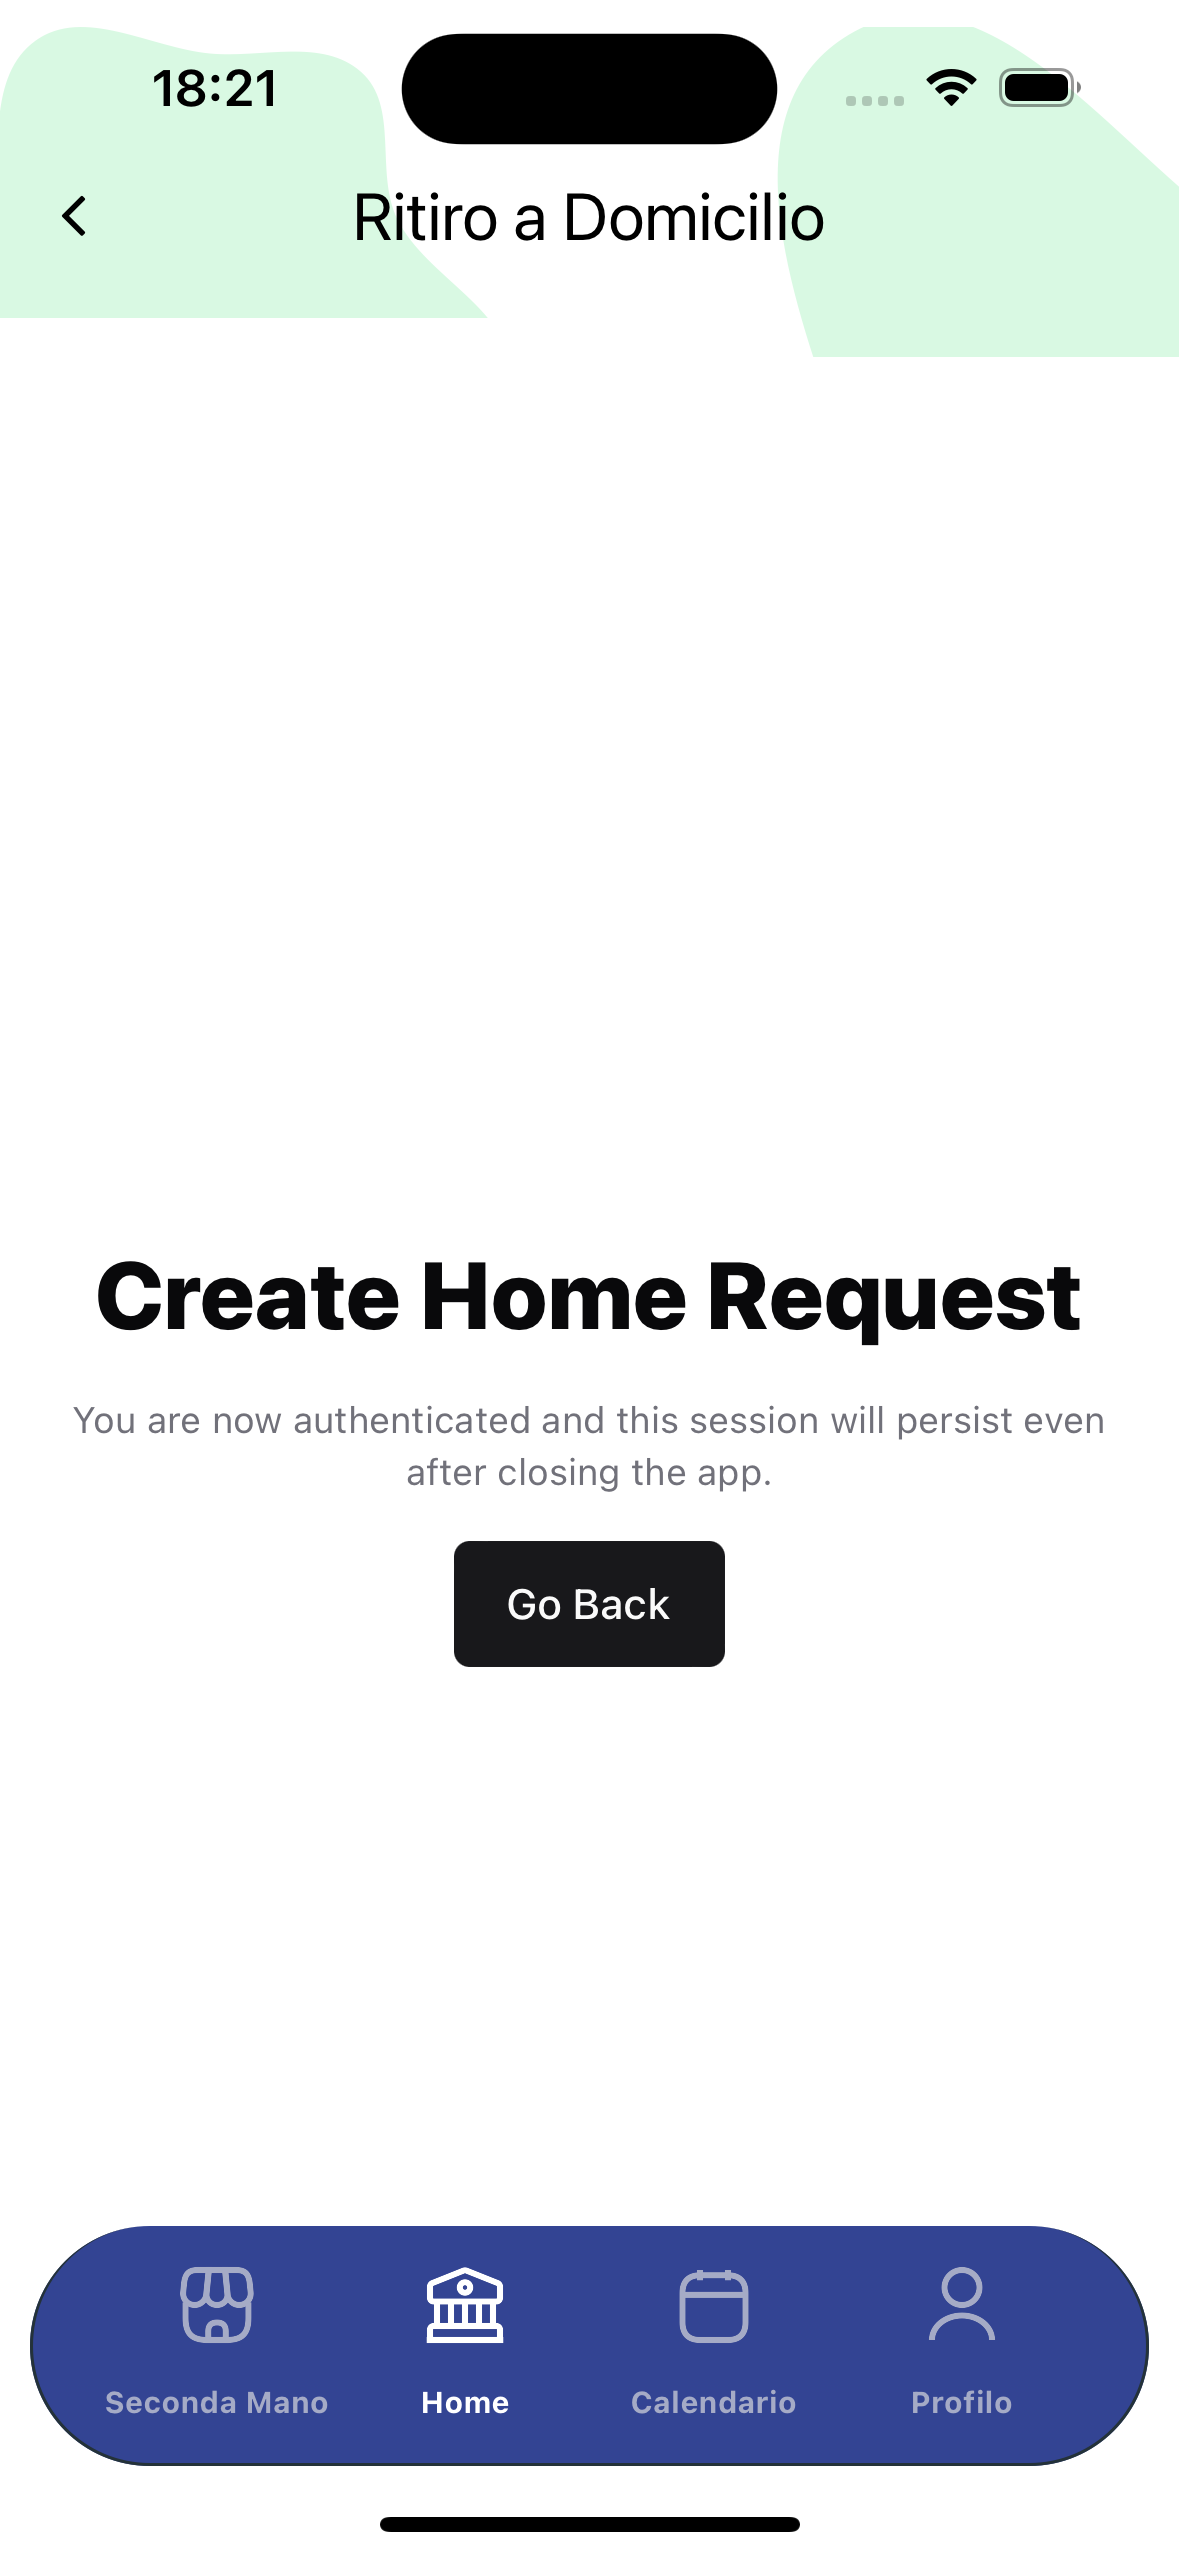 18:21
Ritiro a Domicilio
Create Home Request
You are now authenticated and this session will persist even
after closing the app.
Go Back
Seconda Mano
Home
Calendario
Profilo